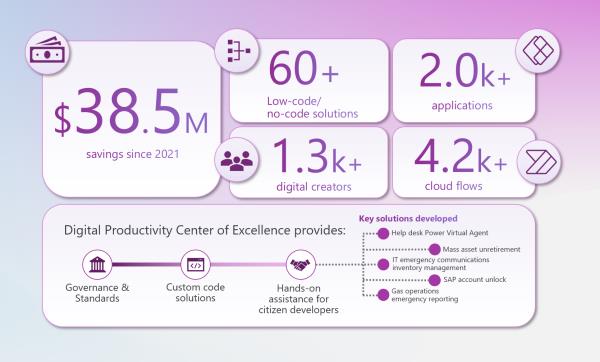 $38.5M
savings since 2021
60+
Low-code/
no-code solutions
2.0k+
applications
1.3k+
digital creators
4.2k+
cloud flows
Digital Productivity Center of Excellence provides:
Governance &
Standards
Custom code
solutions
Hands-on
assistance for
citizen developers
Key solutions developed
Help desk Power Virtual Agent
Mass asset unretirement
IT emergency communications
inventory management
SAP account unlock
Gas operations
emergency reporting